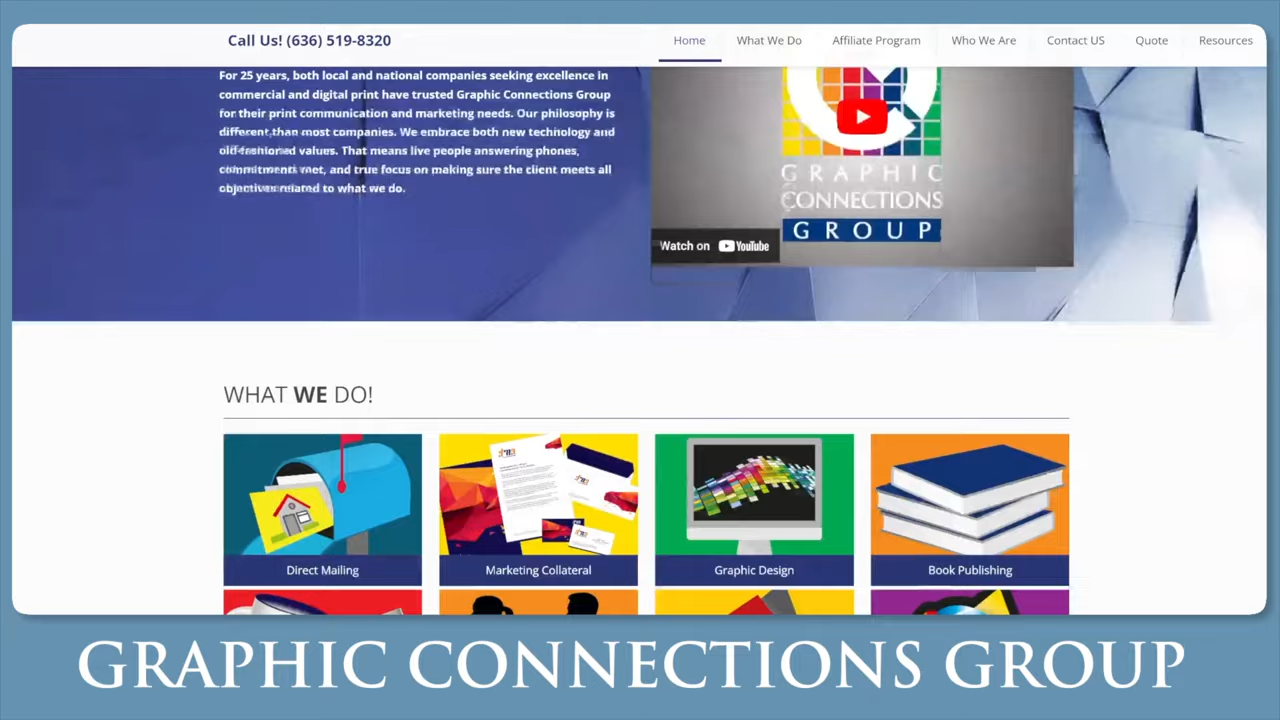 Call Us! (636) 519-8320
Home What We Do Affiliate Program Who We Are Contact US Quote Resources
For 25 years, both local and national companies seeking excellence in
commercial and digital print have trusted Graphic Connections Group
for their print communication and marketing needs. Our philosophy is
different than most companies. We embrace both new technology and
old-fashioned values. That means live people answering phones,
commitments met, and true focus on making sure the client meets all
objectives related to what we do.
GRAPHIC
CONNECTIONS
GROUP
Watch on YouTube
WHAT WE DO!
Direct Mailing
Marketing Collateral
Graphic Design
Book Publishing
GRAPHIC CONNECTIONS GROUP